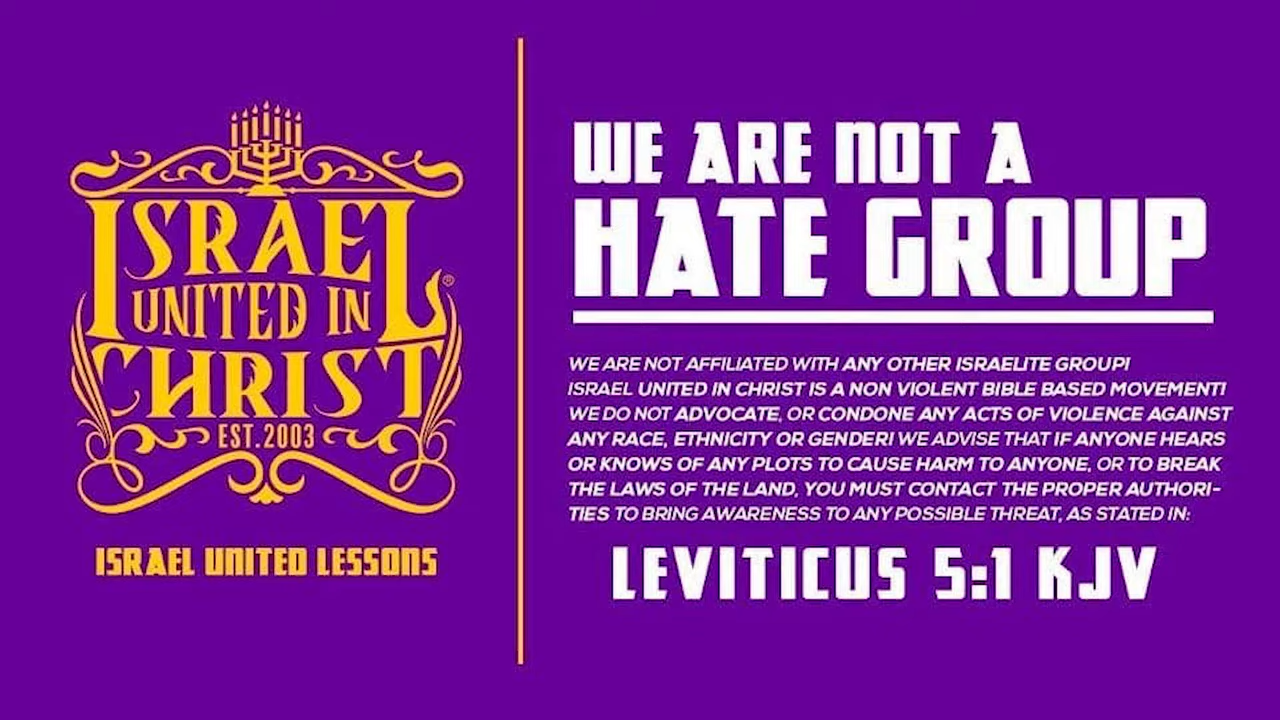 ISRAEL
UNITED IN
CHRIST
EST. 2003
ISRAEL UNITED LESSONS
WE ARE NOT A
HATE GROUP
WE ARE NOT AFFILIATED WITH ANY OTHER ISRAELITE GROUP!
ISRAEL UNITED IN CHRIST IS A NON VIOLENT BIBLE BASED MOVEMENT!
WE DO NOT ADVOCATE, OR CONDONE ANY ACTS OF VIOLENCE AGAINST
ANY RACE, ETHNICITY OR GENDER! WE ADVISE THAT IF ANYONE HEARS
OR KNOWS OF ANY PLOTS TO CAUSE HARM TO ANYONE, OR TO BREAK
THE LAWS OF THE LAND, YOU MUST CONTACT THE PROPER AUTHORI-
TIES TO BRING AWARENESS TO ANY POSSIBLE THREAT, AS STATED IN:
LEVITICUS 5:1 KJV